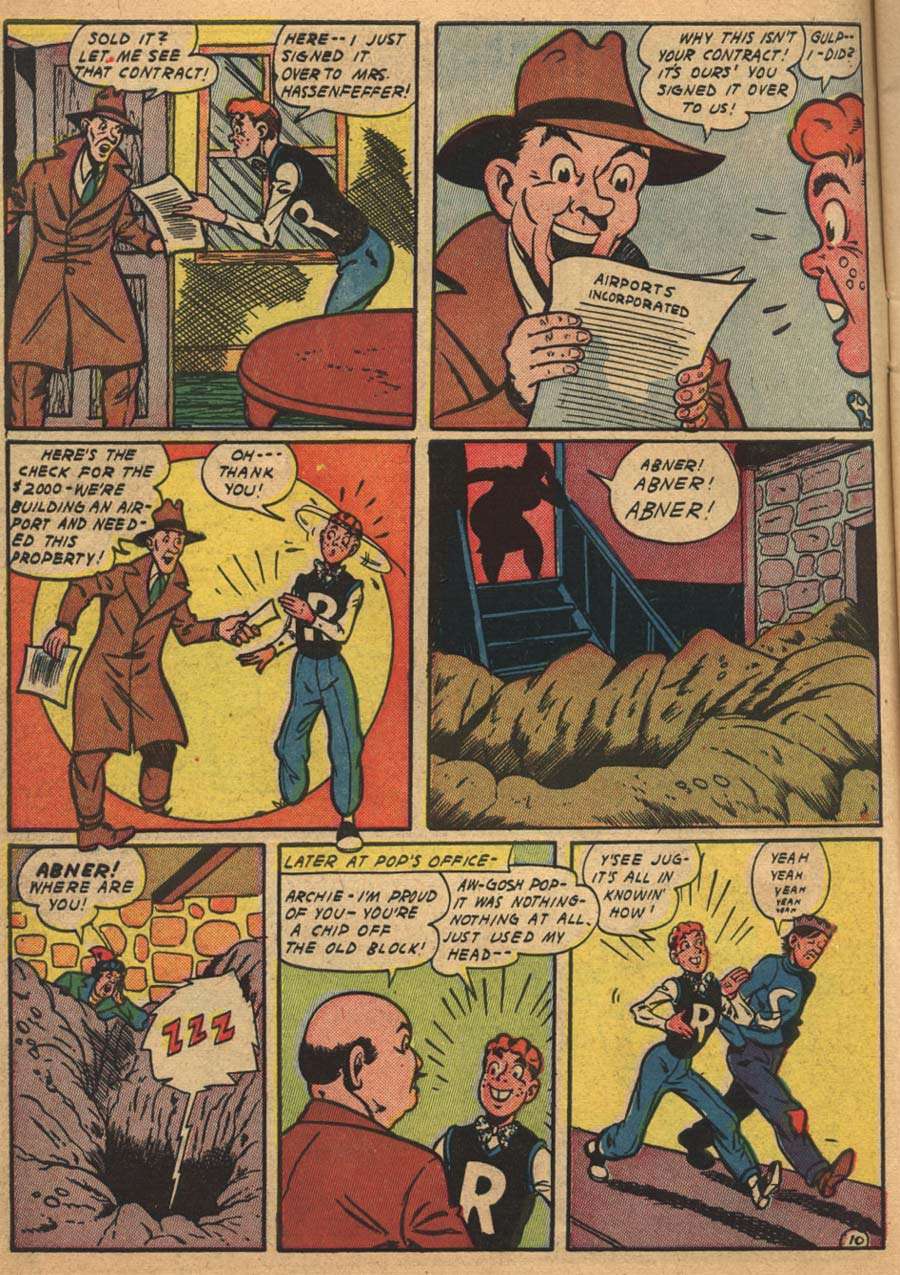 SOLD IT?
LET ME SEE
THAT CONTRACT!
HERE-- I JUST
SIGNED IT
OVER TO MRS.
HASSENFEFFER!
R
WHY THIS ISN'T
YOUR CONTRACT!
IT'S OURS' YOU
SIGNED IT OVER
TO US!
GULP--
I-DID?
AIRPORTS
INCORPORATED
HERE'S THE
CHECK FOR THE
$2000-WE'RE
BUILDING AN AIR-
PORT AND NEED-
ED THIS
PROPERTY!
OH---
THANK
YOU!
R
ABNER!
ABNER!
ABNER!
ABNER!
WHERE ARE
YOU!
ZZZ
LATER AT POP'S OFFICE-
ARCHIE-I'M PROUD
OF YOU-YOU'RE
A CHIP OFF
THE OLD BLOCK!
AW-GOSH POP-
IT WAS NOTHING-
NOTHING AT ALL.
JUST USED MY
HEAD--
R
Y'SEE JUG-
IT'S ALL IN
KNOWIN'
HOW!
YEAH
YEAH
YEAH
YEAH
YEAH
R
S
10